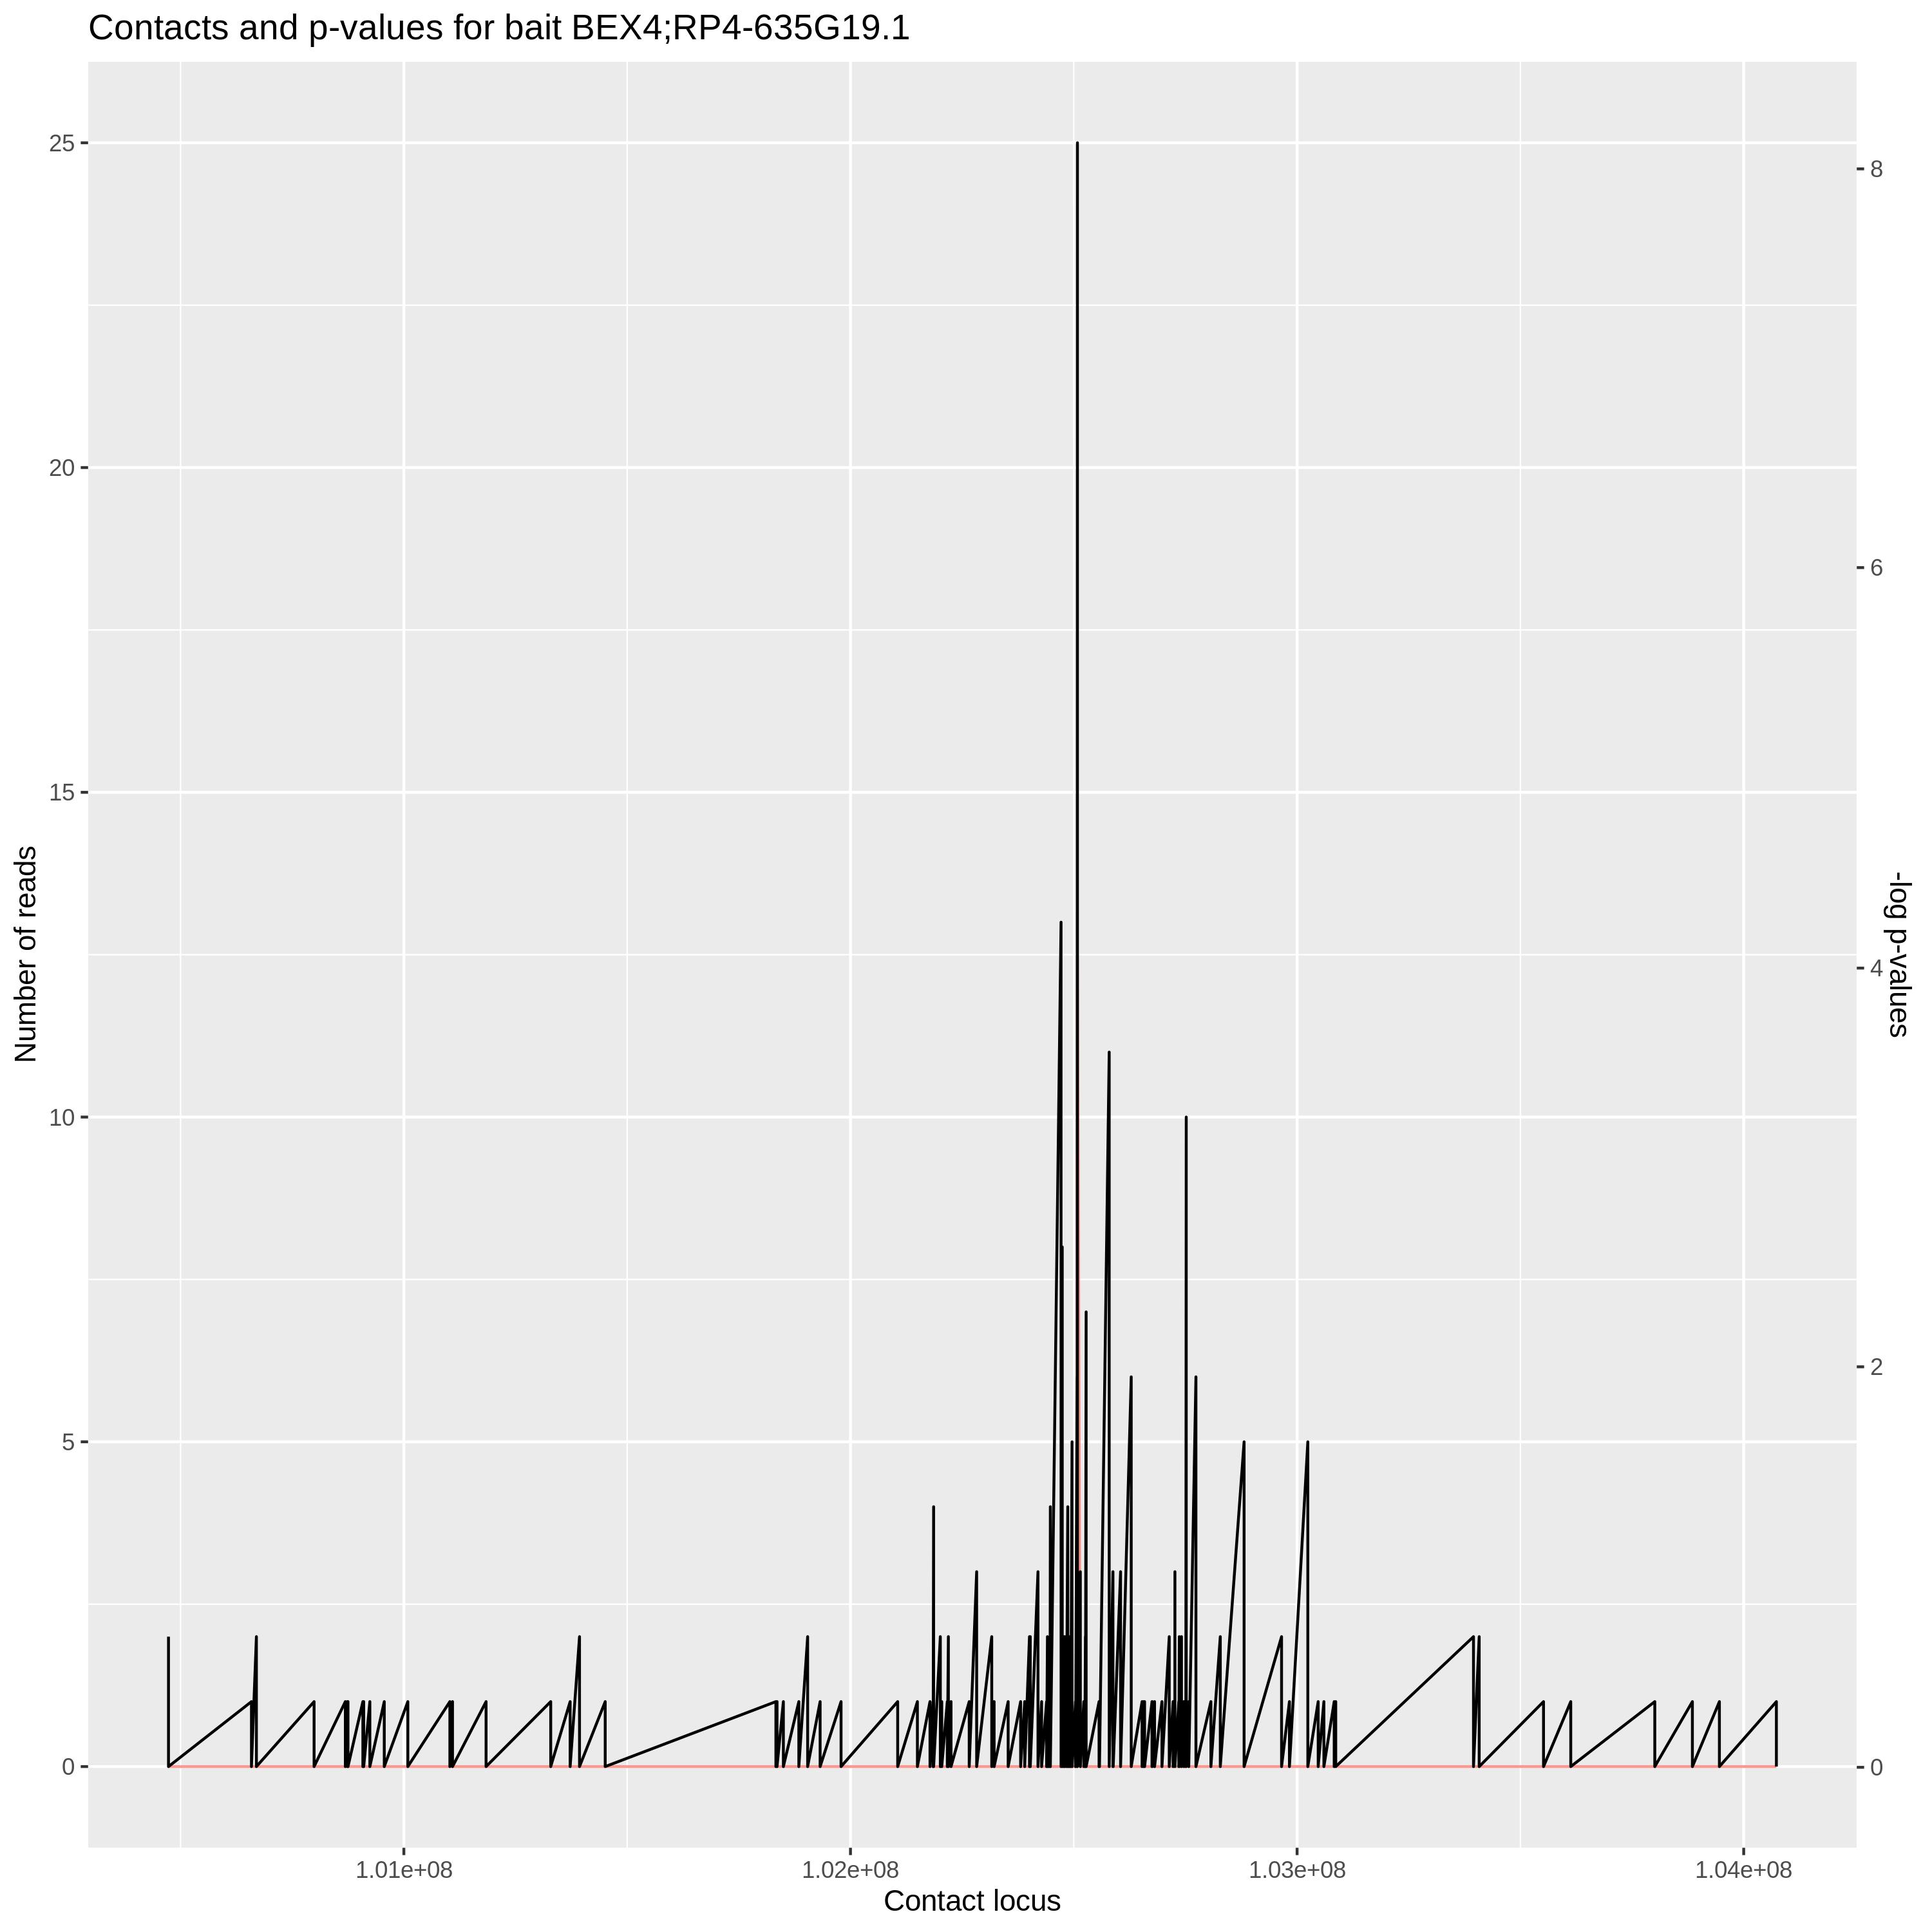 Contacts and p-values for bait BEX4;RP4-635G19.1
25
20
15
10
5
0
Number of reads
8
6
4
2
0
-log p-values
1.01e+08 1.02e+08 1.03e+08 1.04e+08
Contact locus